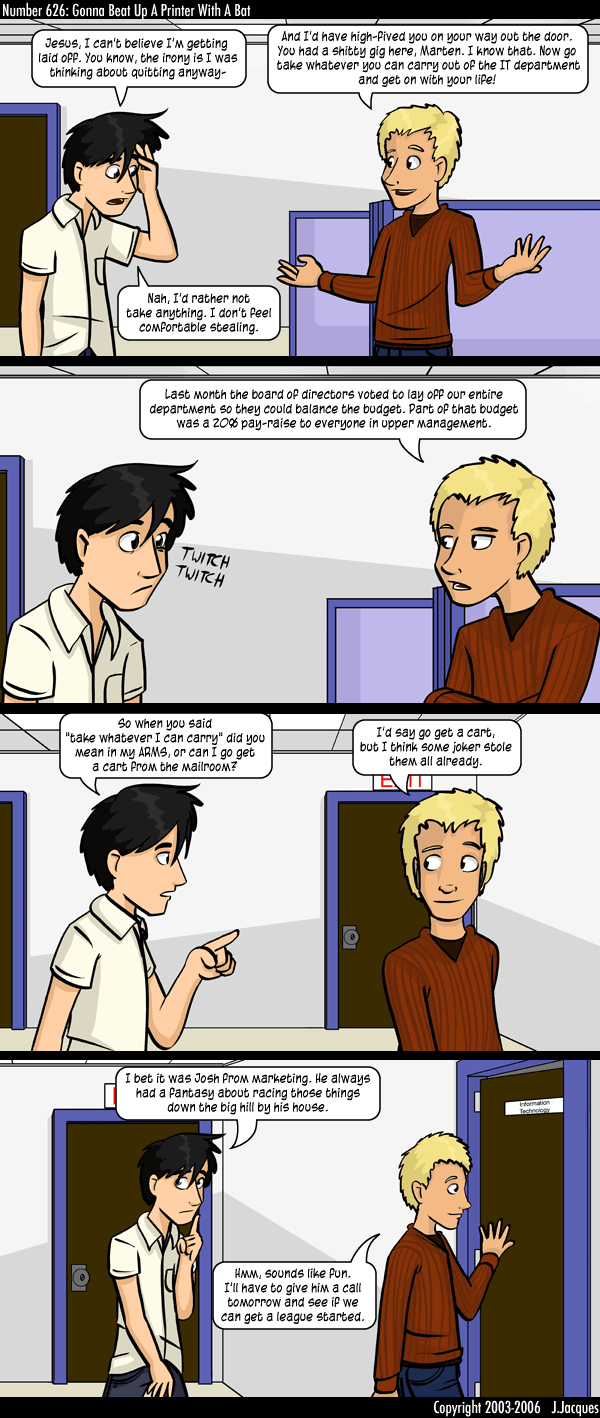 Number 626: Gonna Beat Up A Printer With A Bat
Jesus, I can't believe I'm getting
laid off. You know, the irony is I was
thinking about quitting anyway-
And I'd have high-fived you on your way out the door.
You had a shitty gig here, Marten. I know that. Now go
take whatever you can carry out of the IT department
and get on with your life!
Nah, I'd rather not
take anything. I don't feel
comfortable stealing.
Last month the board of directors voted to lay off our entire
department so they could balance the budget. Part of that budget
was a 20% pay-raise to everyone in upper management.
TWITCH
TWITCH
So when you said
"take whatever I can carry" did you
mean in my ARMS, or can I go get
a cart from the mailroom?
I'd say go get a cart,
but I think some joker stole
them all already.
EXIT
I bet it was Josh from marketing. He always
had a fantasy about racing those things
down the big hill by his house.
Information
Technology
Hmm, sounds like fun.
I'll have to give him a call
tomorrow and see if we
can get a league started.
Copyright 2003-2006 J.Jacques